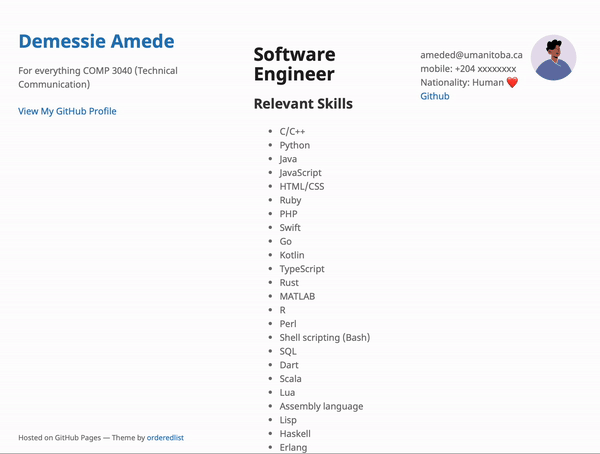 Demessie Amede
For everything COMP 3040 (Technical
Communication)
View My GitHub Profile
Software
Engineer
ameded@umanitoba.ca
mobile: +204 xxxxxxxx
Nationality: Human ❤️
Github
Relevant Skills
C/C++
Python
Java
JavaScript
HTML/CSS
Ruby
PHP
Swift
Go
Kotlin
TypeScript
Rust
MATLAB
R
Perl
Shell scripting (Bash)
SQL
Dart
Scala
Lua
Assembly language
Lisp
Haskell
Erlang
Hosted on GitHub Pages — Theme by orderedlist